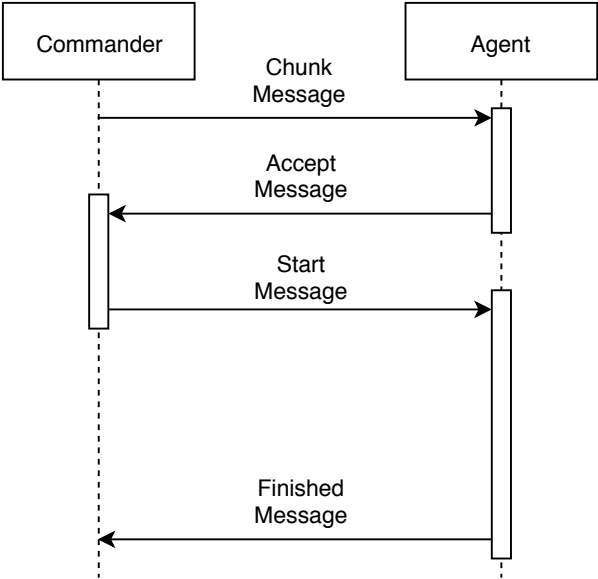 Commander
Agent
Chunk
Message
Accept
Message
Start
Message
Finished
Message